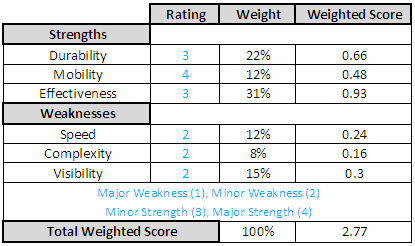 Rating Weight Weighted Score
Strengths
Durability 3 22% 0.66
Mobility 4 12% 0.48
Effectiveness 3 31% 0.93
Weaknesses
Speed 2 12% 0.24
Complexity 2 8% 0.16
Visibility 2 15% 0.3
Major Weakness (1), Minor Weakness (2)
Minor Strength (3), Major Strength (4)
Total Weighted Score 100% 2.77